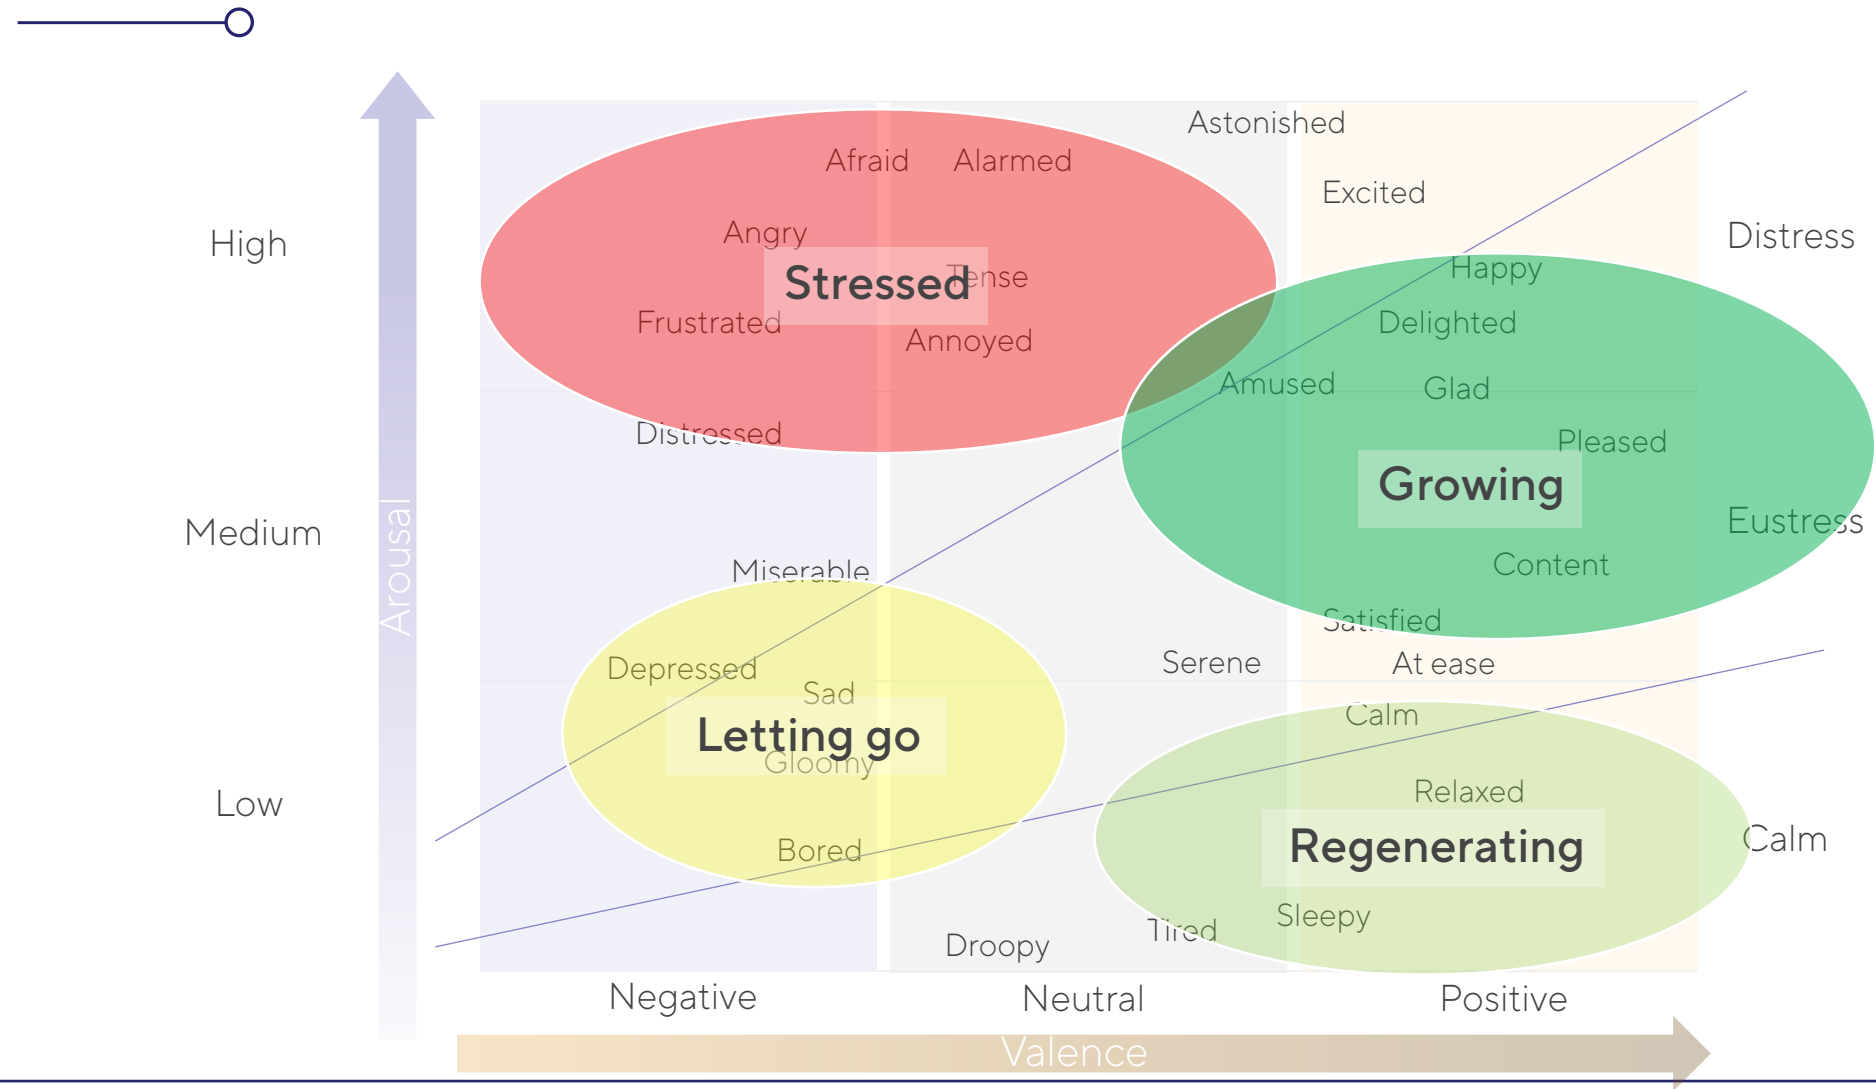 Astonished
Afraid
Alarmed
Excited
Angry
High
Distress
Stressed
Tense
Happy
Frustrated
Annoyed
Delighted
Amused
Glad
Distressed
Pleased
Growing
Medium
Arousal
Eustress
Miserable
Content
Satisfied
Depressed
Serene
At ease
Sad
Calm
Letting go
Gloomy
Relaxed
Low
Bored
Regenerating
Calm
Sleepy
Tired
Droopy
Negative
Neutral
Positive
Valence